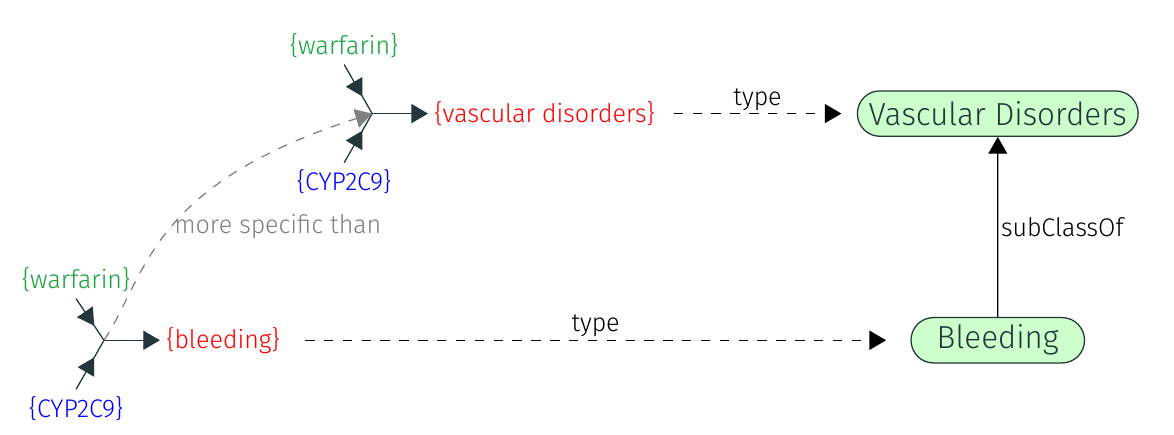 {warfarin}
{vascular disorders}
type
Vascular Disorders
{CYP2C9}
more specific than
subClassOf
{warfarin}
{bleeding}
type
Bleeding
{CYP2C9}